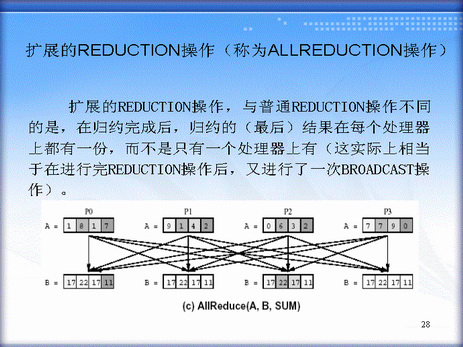 扩展的REDUCTION操作（称为ALLREDUCTION操作）
扩展的REDUCTION操作，与普通REDUCTION操作不同
的是，在归约完成后，归约的（最后）结果在每个处理器
上都有一份，而不是只有一个处理器上有（这实际上相当
于在进行完REDUCTION操作后，又进行了一次BROADCAST操
作）。
P0 P1 P2 P3
A = 1 8 1 7 A = 9 1 4 2 A = 0 6 3 2 A = 7 7 9 0
B = 17 22 17 11 B = 17 22 17 11 B = 17 22 17 11 B = 17 22 17 11
(c) AllReduce(A, B, SUM)
28